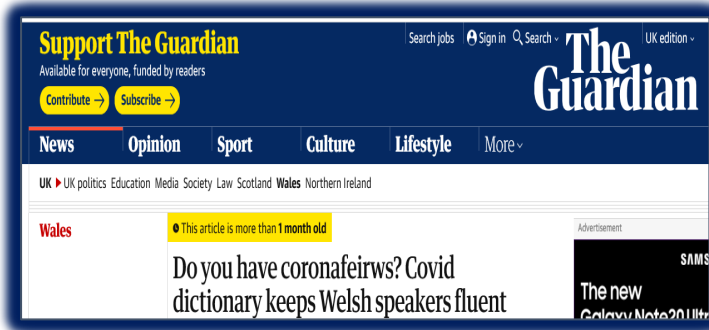 Support The Guardian
Available for everyone, funded by readers
Contribute →
Subscribe →
Search jobs
Sign in
Search
The Guardian
UK edition
News
Opinion
Sport
Culture
Lifestyle
More
UK
UK politics
Education
Media
Society
Law
Scotland
Wales
Northern Ireland
Wales
This article is more than 1 month old
Do you have coronafeirws? Covid
dictionary keeps Welsh speakers fluent
Advertisement
SAMS
The new
Galaxy Note20 Ultr